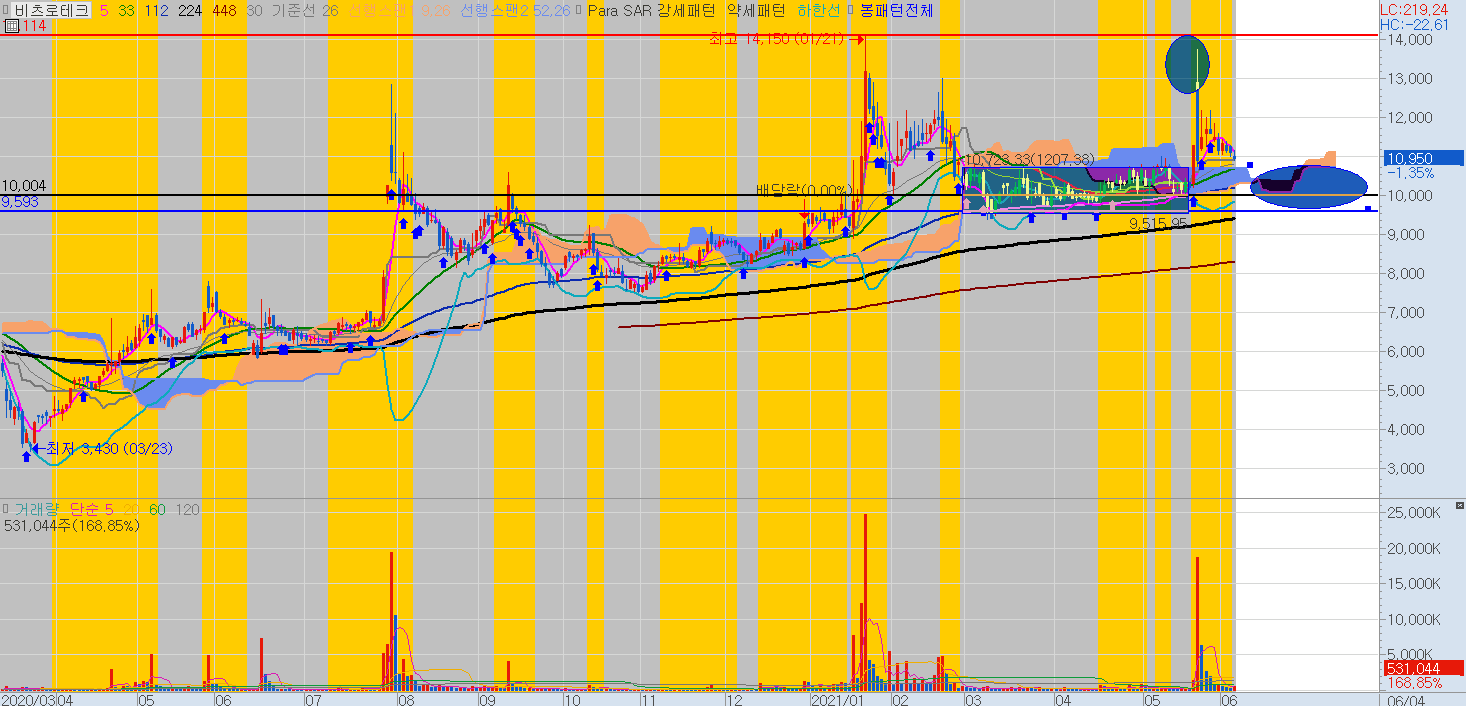 비츠로테크 5 33 112 224 448 30 기준선 26 선행스팬1 9,26 선행스팬2 52,26 Para SAR 강세패턴 약세패턴 하한선 봉패턴전체
114
LC:219,24
HC:-22,61
최고 14,150 (01/21)
14,000
13,000
12,000
10,723,33(1207,38)
10,950
-1,35%
10,004
배당락(0,00%)
10,000
9,593
9,515,95
9,000
8,000
7,000
6,000
5,000
최저 3,430 (03/23)
4,000
3,000
거래량 단순 5 20 60 120
531,044주(168,85%)
25,000K
20,000K
15,000K
10,000K
5,000K
531,044
168,85%
2020/03 04 05 06 07 08 09 10 11 12 2021/01 02 03 04 05 06 06/04